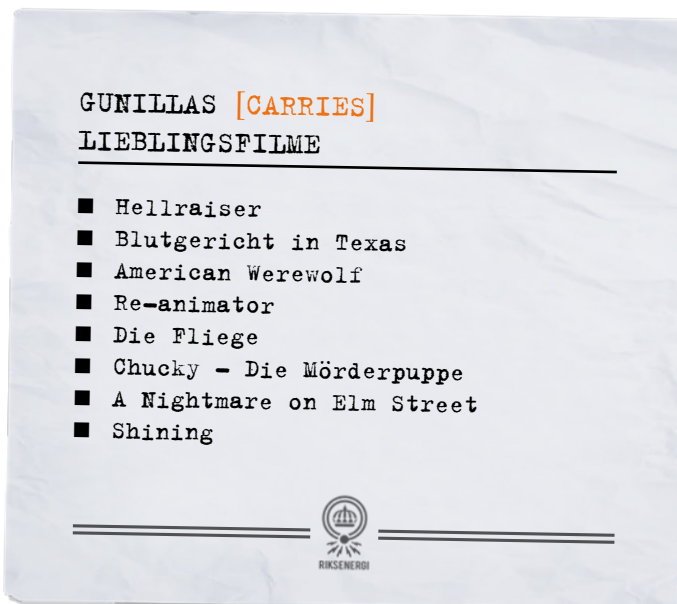 GUNILLAS [CARRIES]
LIEBLINGSFILME
■ Hellraiser
■ Blutgericht in Texas
■ American Werewolf
■ Re-animator
■ Die Fliege
■ Chucky – Die Mörderpuppe
■ A Nightmare on Elm Street
■ Shining
RIKSENERGI